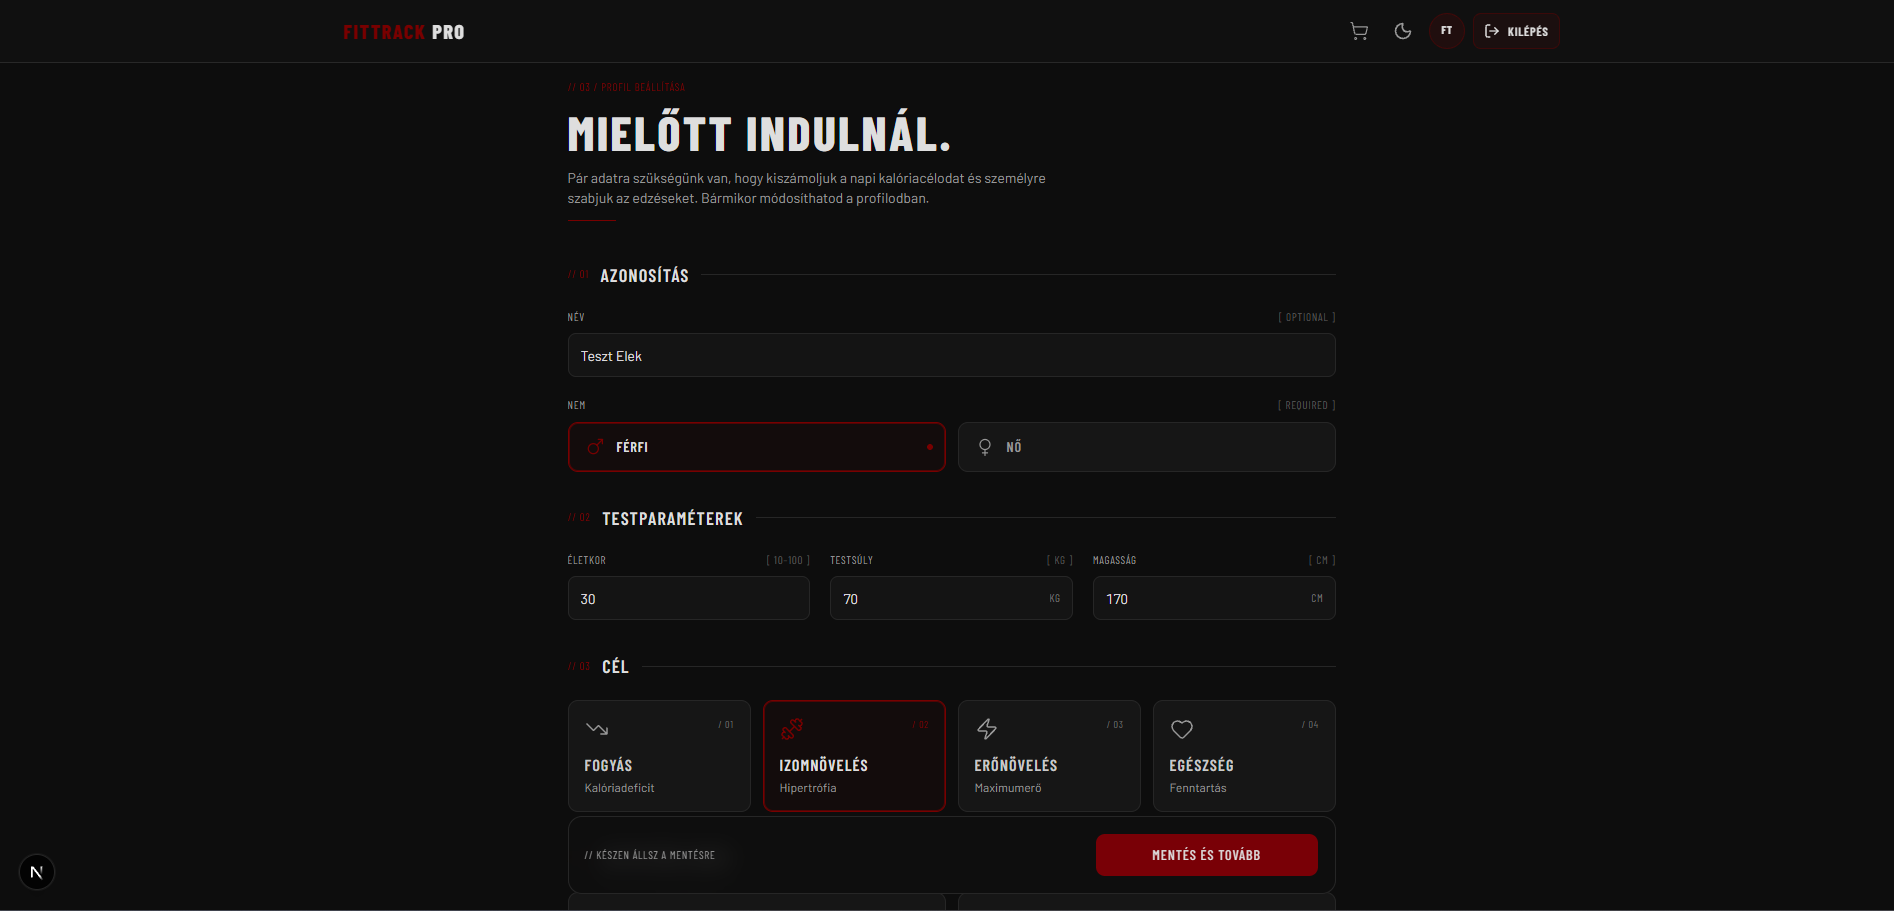 FITTRACK PRO
FT
KILÉPÉS
// 03 / PROFIL BEÁLLÍTÁSA
MIELŐTT INDULNÁL.
Pár adatra szükségünk van, hogy kiszámoljuk a napi kalóriacélodat és személyre
szabjuk az edzéseket. Bármikor módosíthatod a profilodban.
// 01 AZONOSÍTÁS
NÉV [ OPTIONAL ]
Teszt Elek
NEM [ REQUIRED ]
FÉRFI
NŐ
// 02 TESTPARAMÉTEREK
ÉLETKOR [ 10-100 ] TESTSÚLY [ KG ] MAGASSÁG [ CM ]
30 70 KG 170 CM
// 03 CÉL
/ 01 / 02 / 03 / 04
FOGYÁS IZOMNÖVELÉS ERŐNÖVELÉS EGÉSZSÉG
Kalóriadeficit Hipertrófia Maximumerő Fenntartás
// KÉSZEN ÁLLSZ A MENTÉSRE MENTÉS ÉS TOVÁBB
N